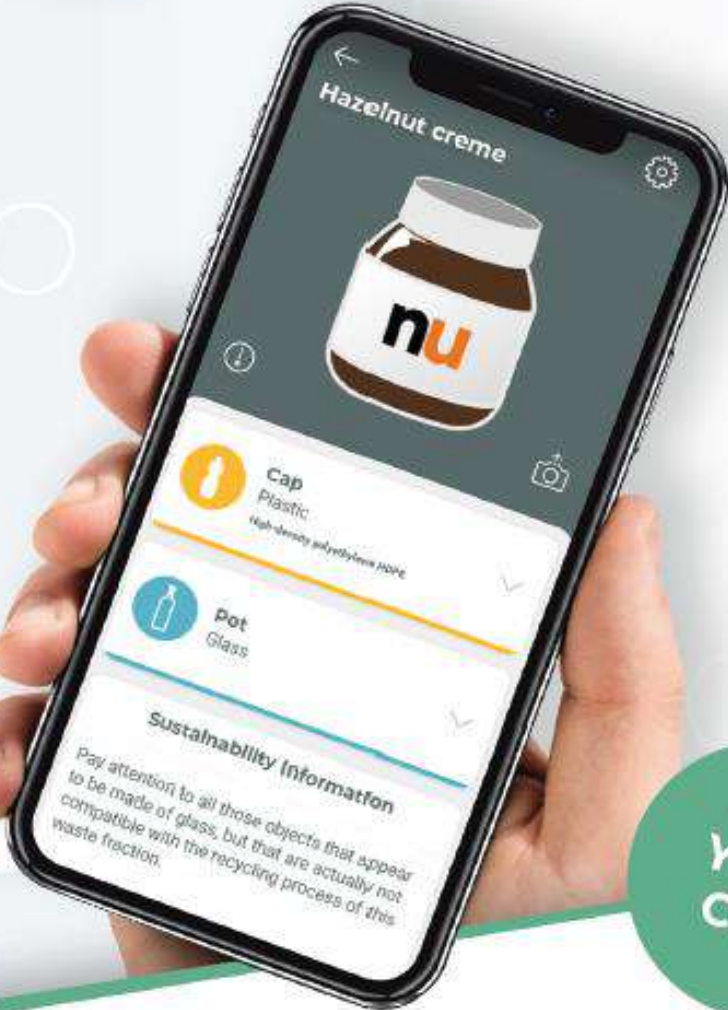 Hazelnut creme
nu
Cap
Plastic
High-density polyethylene HDPE
Pot
Glass
Sustainability Information
Pay attention to all those objects that appear
to be made of glass, but that are actually not
compatible with the recycling process of this
waste fraction.